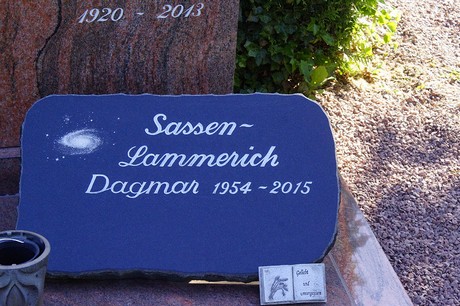 1920 - 2013
Sassen-
Lammerich
Dagmar 1954 - 2015